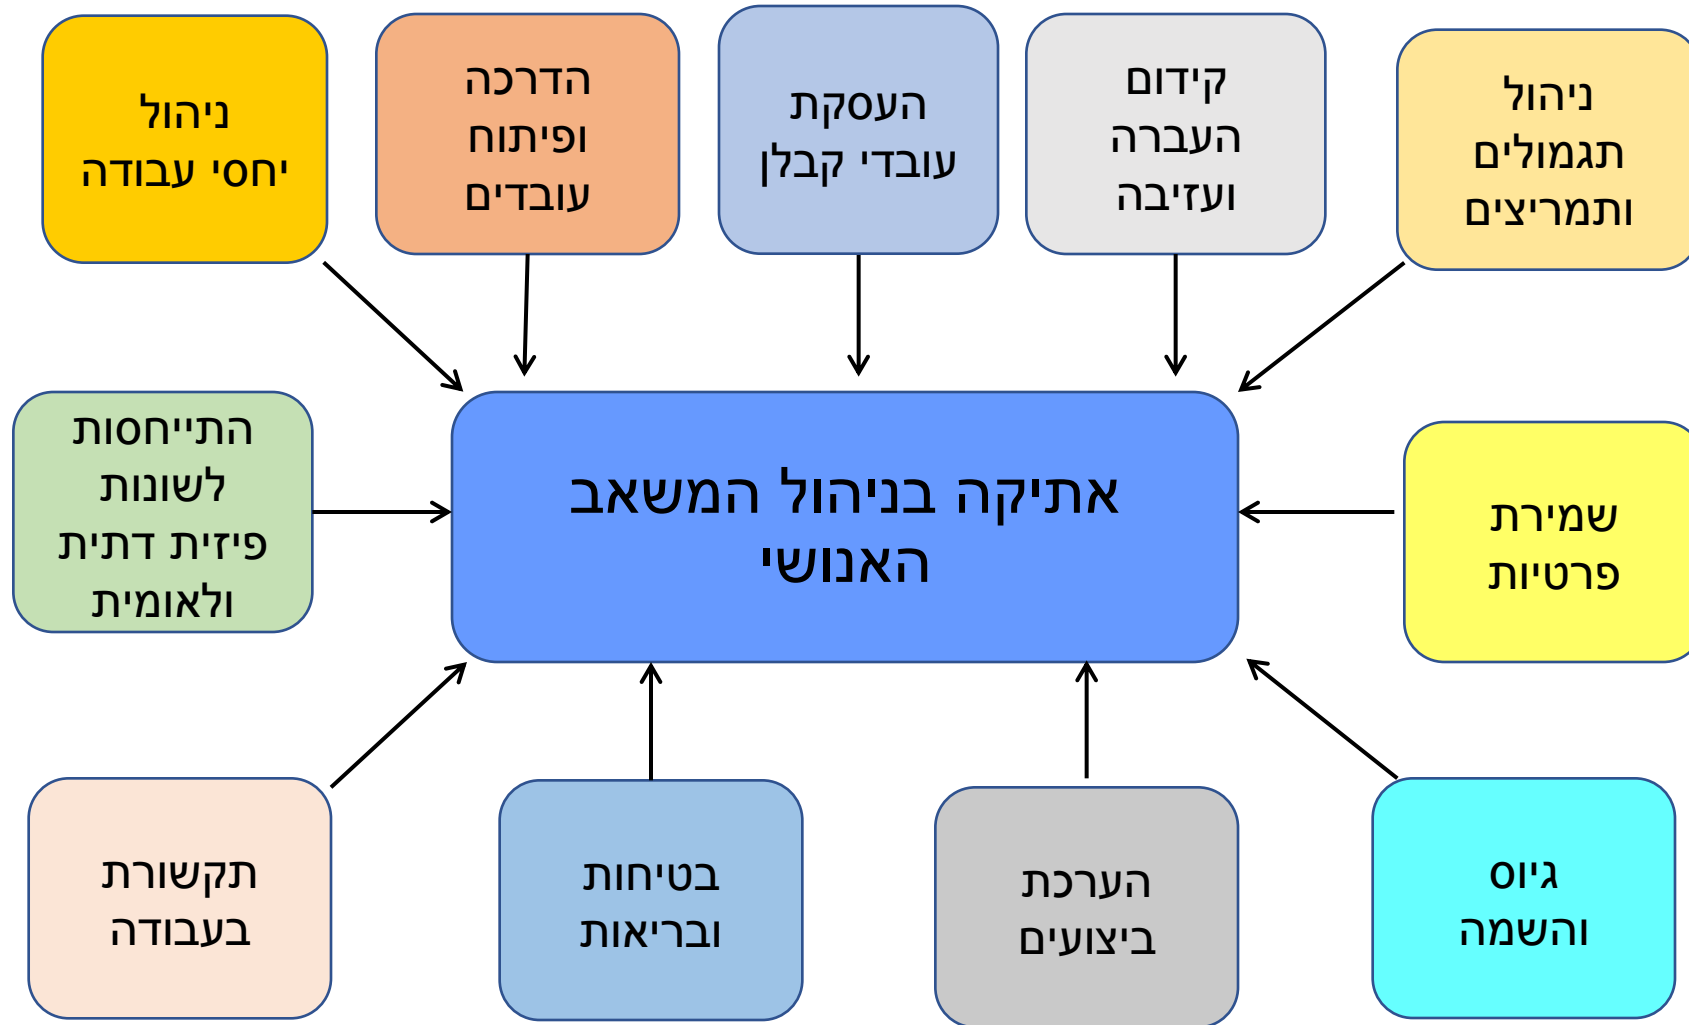 ניהול
תגמולים
ותמריצים
קידום
העברה
ועזיבה
העסקת
עובדי קבלן
הדרכה
ופיתוח
עובדים
ניהול
יחסי עבודה
שמירת
פרטיות
אתיקה בניהול המשאב
האנושי
התייחסות
לשונות
פיזית דתית
ולאומית
גיוס
והשמה
הערכת
ביצועים
בטיחות
ובריאות
תקשורת
בעבודה